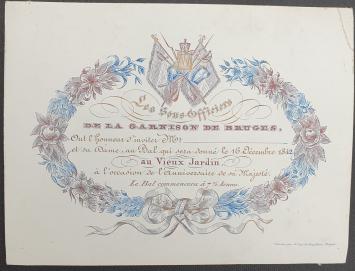 Les Sous-Officiers
DE LA GARNISON DE BRUGES,
Ont l'honneur d'inviter Mr
et sa Dame, au Bal qui sera donné le 16 Décembre 1842
au Vieux Jardin,
à l'occasion de l'Anniversaire de sa Majesté.
Le Bal commencera à 7 ½ heures